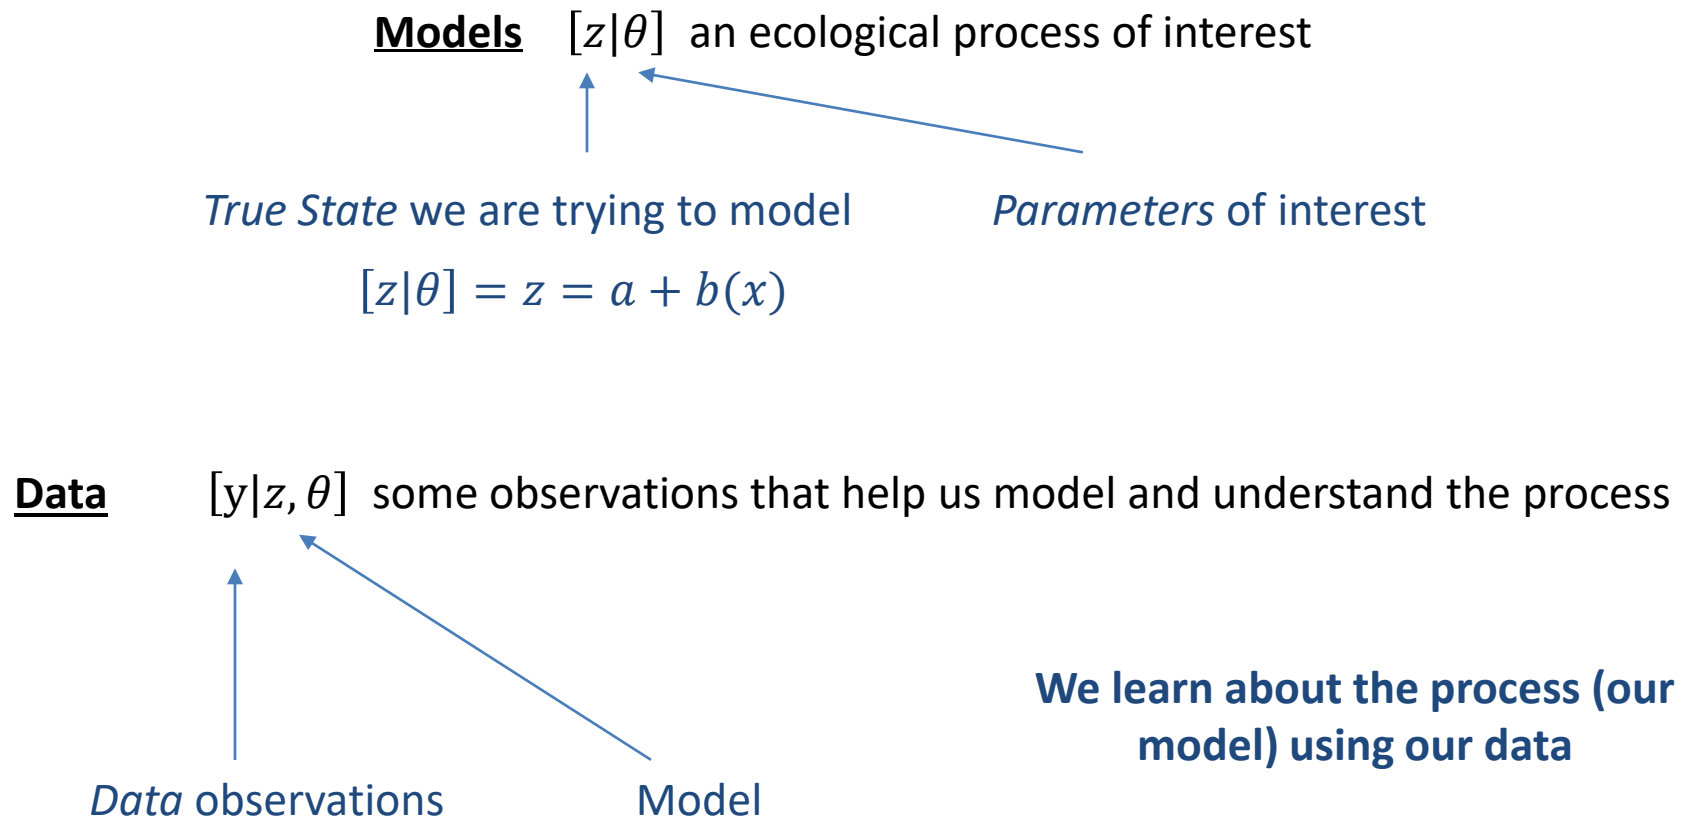 Models [z|θ] an ecological process of interest
True State we are trying to model Parameters of interest
[z|θ] = z = a + b(x)
Data [y|z, θ] some observations that help us model and understand the process
We learn about the process (our
model) using our data
Data observations Model